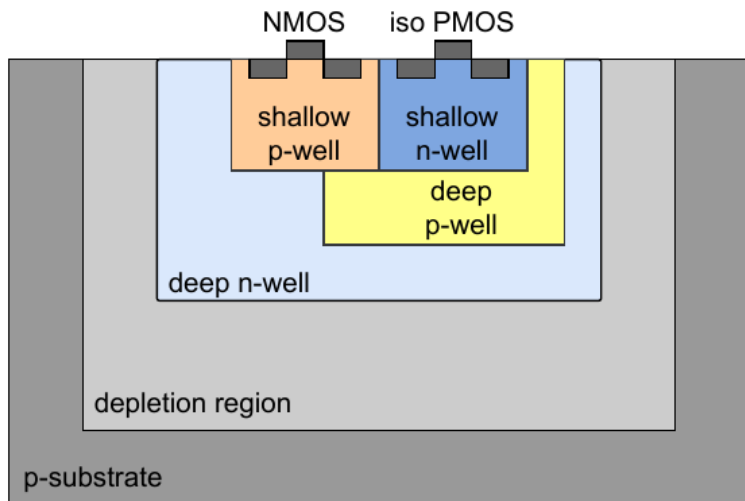 NMOS iso PMOS
shallow
p-well
shallow
n-well
deep
p-well
deep n-well
depletion region
p-substrate